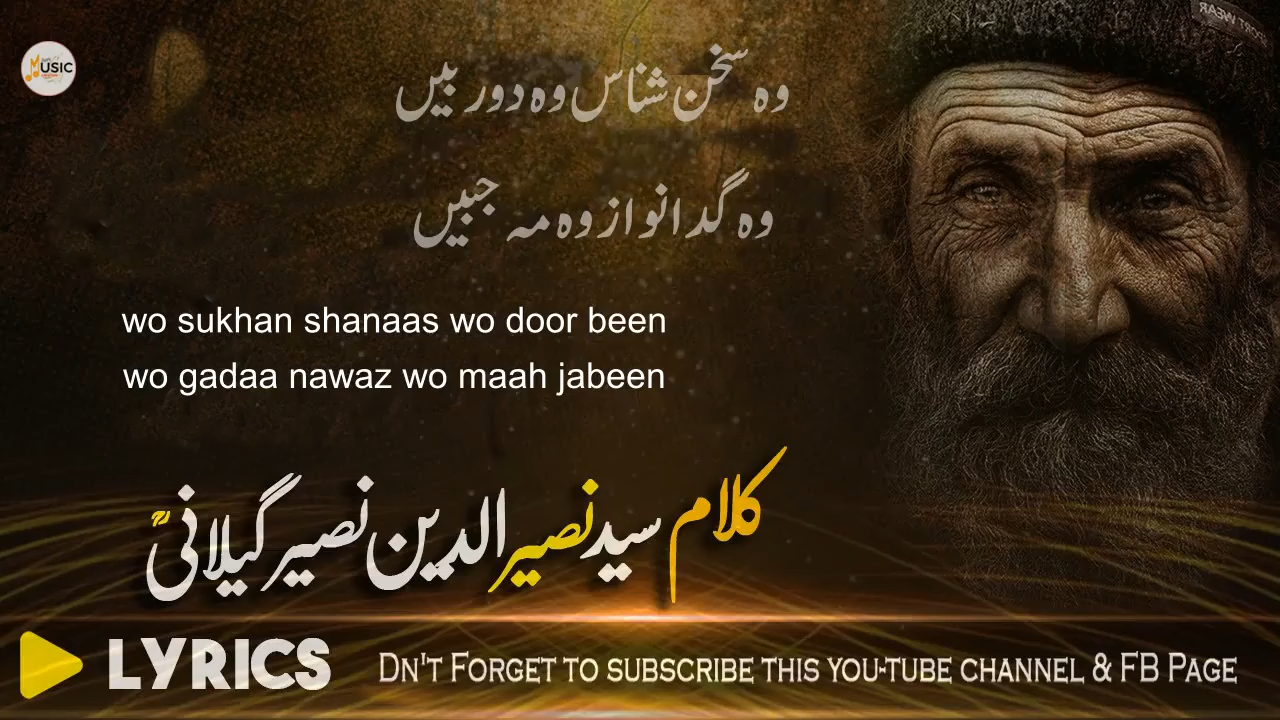 MUSIC
وہ سخن شناس وہ دور بیں
وہ گدا نواز وہ مہ جبیں
wo sukhan shanaas wo door been
wo gadaa nawaz wo maah jabeen
کلام سید نصیر الدین نصیر گیلانیؒ
LYRICS
DN'T FORGET TO SUBSCRIBE THIS YOU-TUBE CHANNEL & FB PAGE